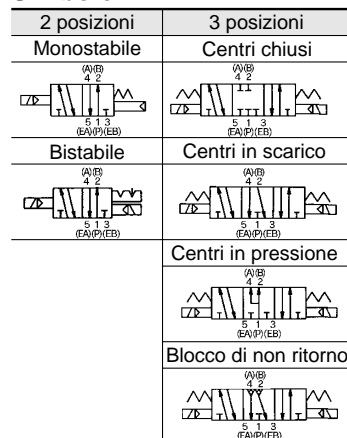 2 posizioni
3 posizioni
Monostabile
Centri chiusi
(A)(B)
4 2
5 1 3
(EA)(P)(EB)
(A)(B)
4 2
5 1 3
(EA)(P)(EB)
Bistabile
Centri in scarico
(A)(B)
4 2
5 1 3
(EA)(P)(EB)
(A)(B)
4 2
5 1 3
(EA)(P)(EB)
Centri in pressione
(A)(B)
4 2
5 1 3
(EA)(P)(EB)
Blocco di non ritorno
(A)(B)
4 2
5 1 3
(EA)(P)(EB)